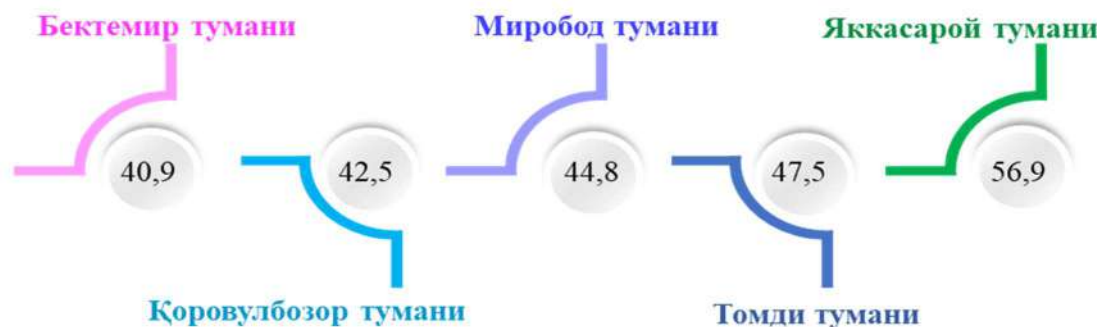 Бектемир тумани
Миробод тумани
Яккасарой тумани
40,9
42,5
44,8
47,5
56,9
Қоровулбозор тумани
Томди тумани